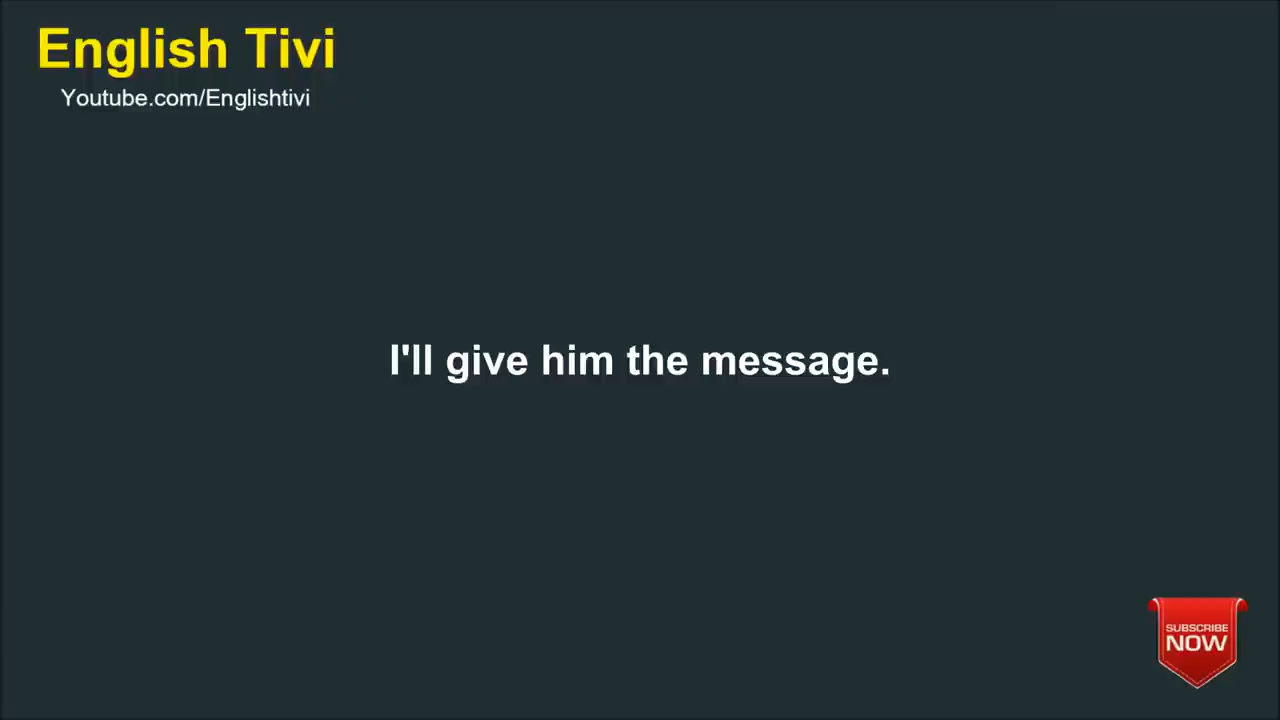 English Tivi
Youtube.com/Englishtivi
I'll give him the message.
SUBSCRIBE
NOW